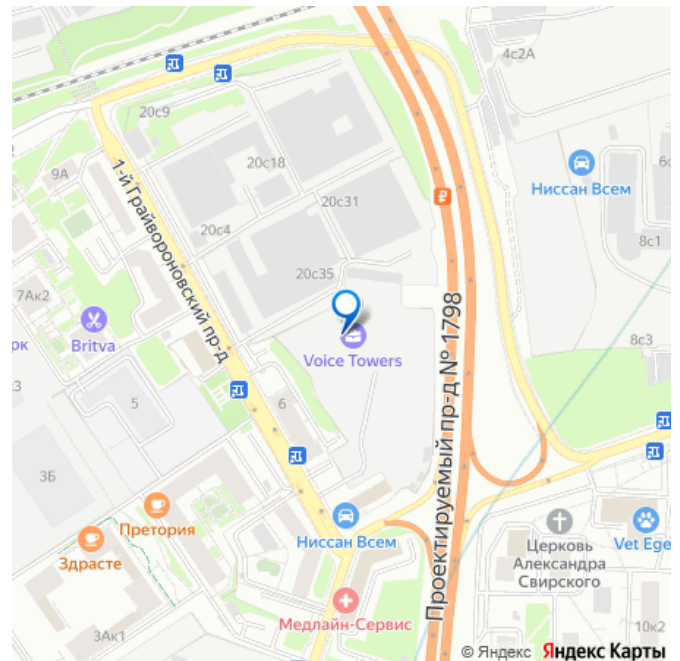 4с2А
20с9
20с18
9А
Ниссан Всем
6с
1-й Грайвороновский пр-д
20с31
20с4
8с1
20с35
7Ак2
Проектируемый пр-д № 1798
рк
Britva
Voice Towers
8с3
5
6
3Б
Претория
Ниссан Всем
Здрасте
Церковь
Александра
Свирского
Vet Ege
Медлайн-Сервис
3Ак1
10к2
© Яндекс Яндекс Карты